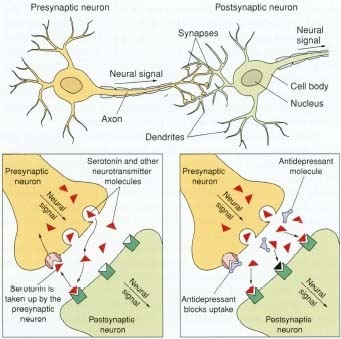 Presynaptic neuron
Postsynaptic neuron
Synapses
Neural
signal
Neural signal
Cell body
Nucleus
Axon
Dendrites
Presynaptic
neuron
Serotonin and other
neurotransmitter
molecules
Neural
signal
Serotonin is
taken up by the
presynaptic
neuron
Neural
signal
Postsynaptic
neuron
Presynaptic
neuron
Antidepressant
molecule
Neural
signal
Antidepressant
blocks uptake
Neural
signal
Postsynaptic
neuron